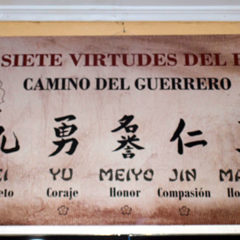 SIETE VIRTUDES DEL
CAMINO DEL GUERRERO
勇 名誉 仁
YU MEIYO JIN
Coraje Honor Compasión